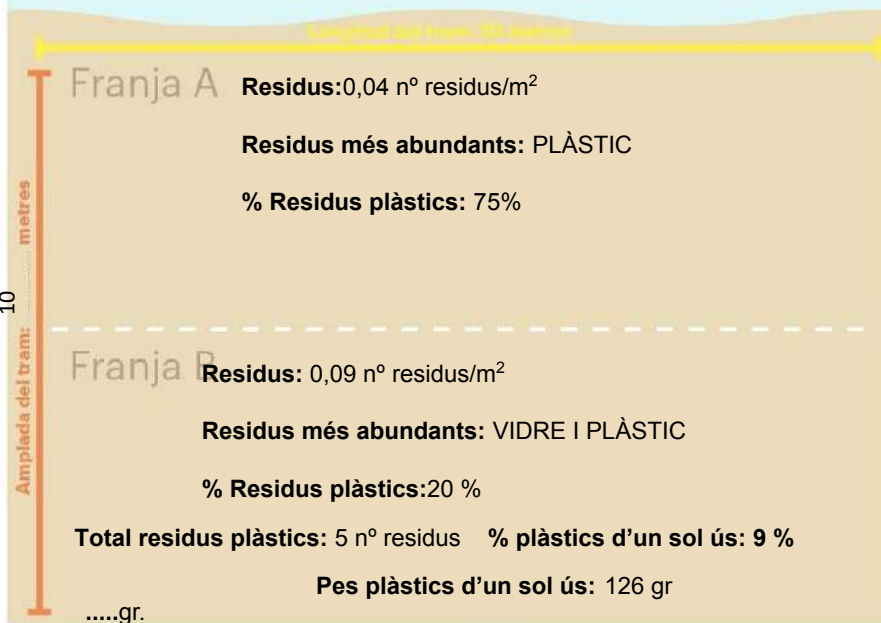 Longitud del tram: 50 metres
Franja A
Residus:0,04 nº residus/m²
Residus més abundants: PLÀSTIC
% Residus plàstics: 75%
Amplada del tram: 10 metres
Franja B
Residus: 0,09 nº residus/m²
Residus més abundants: VIDRE I PLÀSTIC
% Residus plàstics:20 %
Total residus plàstics: 5 nº residus % plàstics d’un sol ús: 9 %
Pes plàstics d’un sol ús: 126 gr
.....gr.